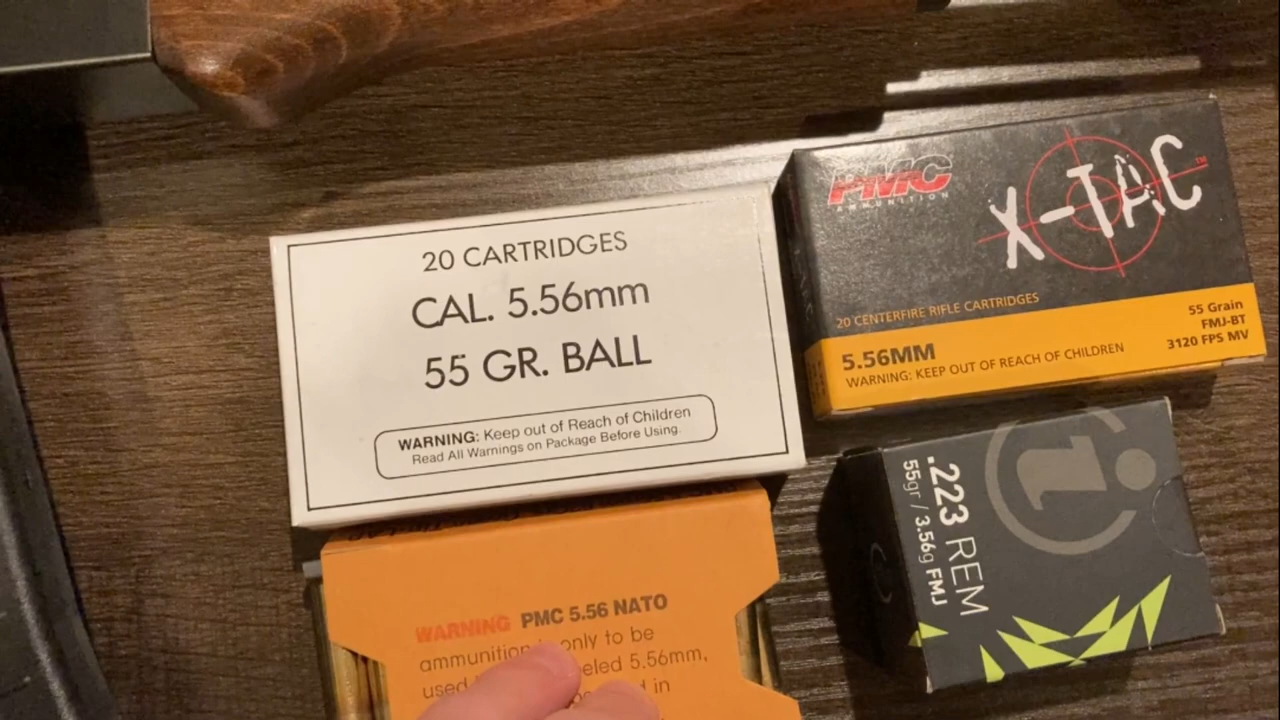 20 CARTRIDGES
CAL. 5.56mm
55 GR. BALL
WARNING: Keep out of Reach of Children
Read All Warnings on Package Before Using.
PMC
AMMUNITION
X-TAC
TM
20 CENTERFIRE RIFLE CARTRIDGES
5.56MM
WARNING: KEEP OUT OF REACH OF CHILDREN
55 Grain
FMJ-BT
3120 FPS MV
WARNING PMC 5.56 NATO
ammunition only to be
used 5.56mm,
in
.223 REM
55gr / 3.56g FMJ